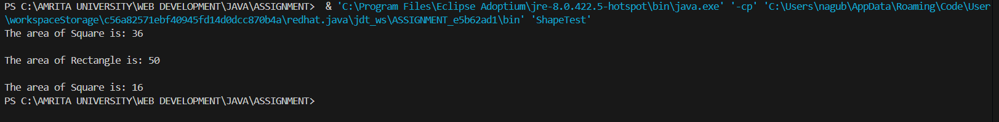 PS C:\AMRITA UNIVERSITY\WEB DEVELOPMENT\JAVA\ASSIGNMENT>  & 'C:\Program Files\Eclipse Adoptium\jre-8.0.422.5-hotspot\bin\java.exe' '-cp' 'C:\Users\nagub\AppData\Roaming\Code\User
\workspaceStorage\c56a82571ebf40945fd14d0dcc870b4a\redhat.java\jdt_ws\ASSIGNMENT_e5b62ad1\bin' 'ShapeTest'
The area of Square is: 36
The area of Rectangle is: 50
The area of Square is: 16
PS C:\AMRITA UNIVERSITY\WEB DEVELOPMENT\JAVA\ASSIGNMENT>